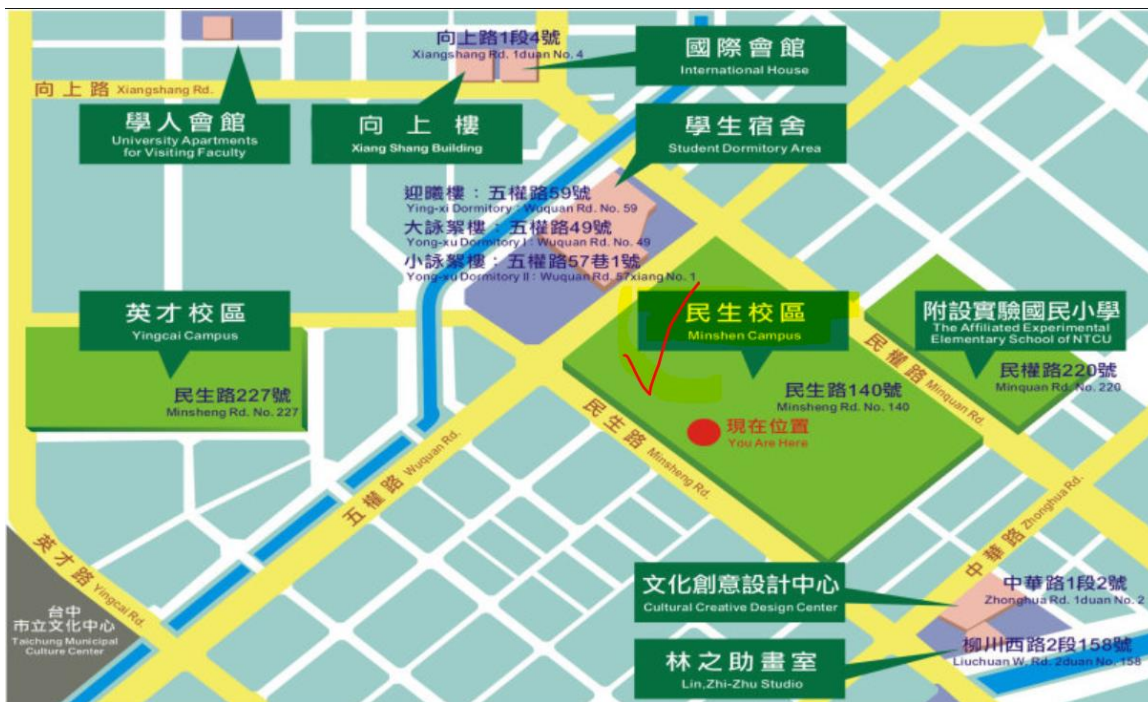 向上路1段4號
Xiangshang Rd. 1duan No. 4
國際會館
International House
向上路 Xiangshang Rd.
學人會館
University Apartments
for Visiting Faculty
向上樓
Xiang Shang Building
學生宿舍
Student Dormitory Area
迎曦樓：五權路59號
Ying-xi Dormitory : Wuquan Rd. No. 59
大詠絮樓：五權路49號
Yong-xu Dormitory I : Wuquan Rd. No. 49
小詠絮樓：五權路57巷1號
Yong-xu Dormitory II : Wuquan Rd. 57xiang No. 1
英才校區
Yingcai Campus
民生路227號
Minsheng Rd. No. 227
民生校區
Minshen Campus
民生路140號
Minsheng Rd. No. 140
現在位置
You Are Here
附設實驗國民小學
The Affiliated Experimental
Elementary School of NTCU
民權路220號
Minquan Rd. No. 220
民權路 Minquan Rd.
民生路 Minsheng Rd.
五權路 Wuquan Rd.
中華路 Zhonghua Rd.
英才路 Yingcai Rd.
台中
市立文化中心
Taichung Municipal
Culture Center
文化創意設計中心
Cultural Creative Design Center
中華路1段2號
Zhonghua Rd. 1duan No. 2
林之助畫室
Lin,Zhi-Zhu Studio
柳川西路2段158號
Liuchuan W. Rd. 2duan No. 158